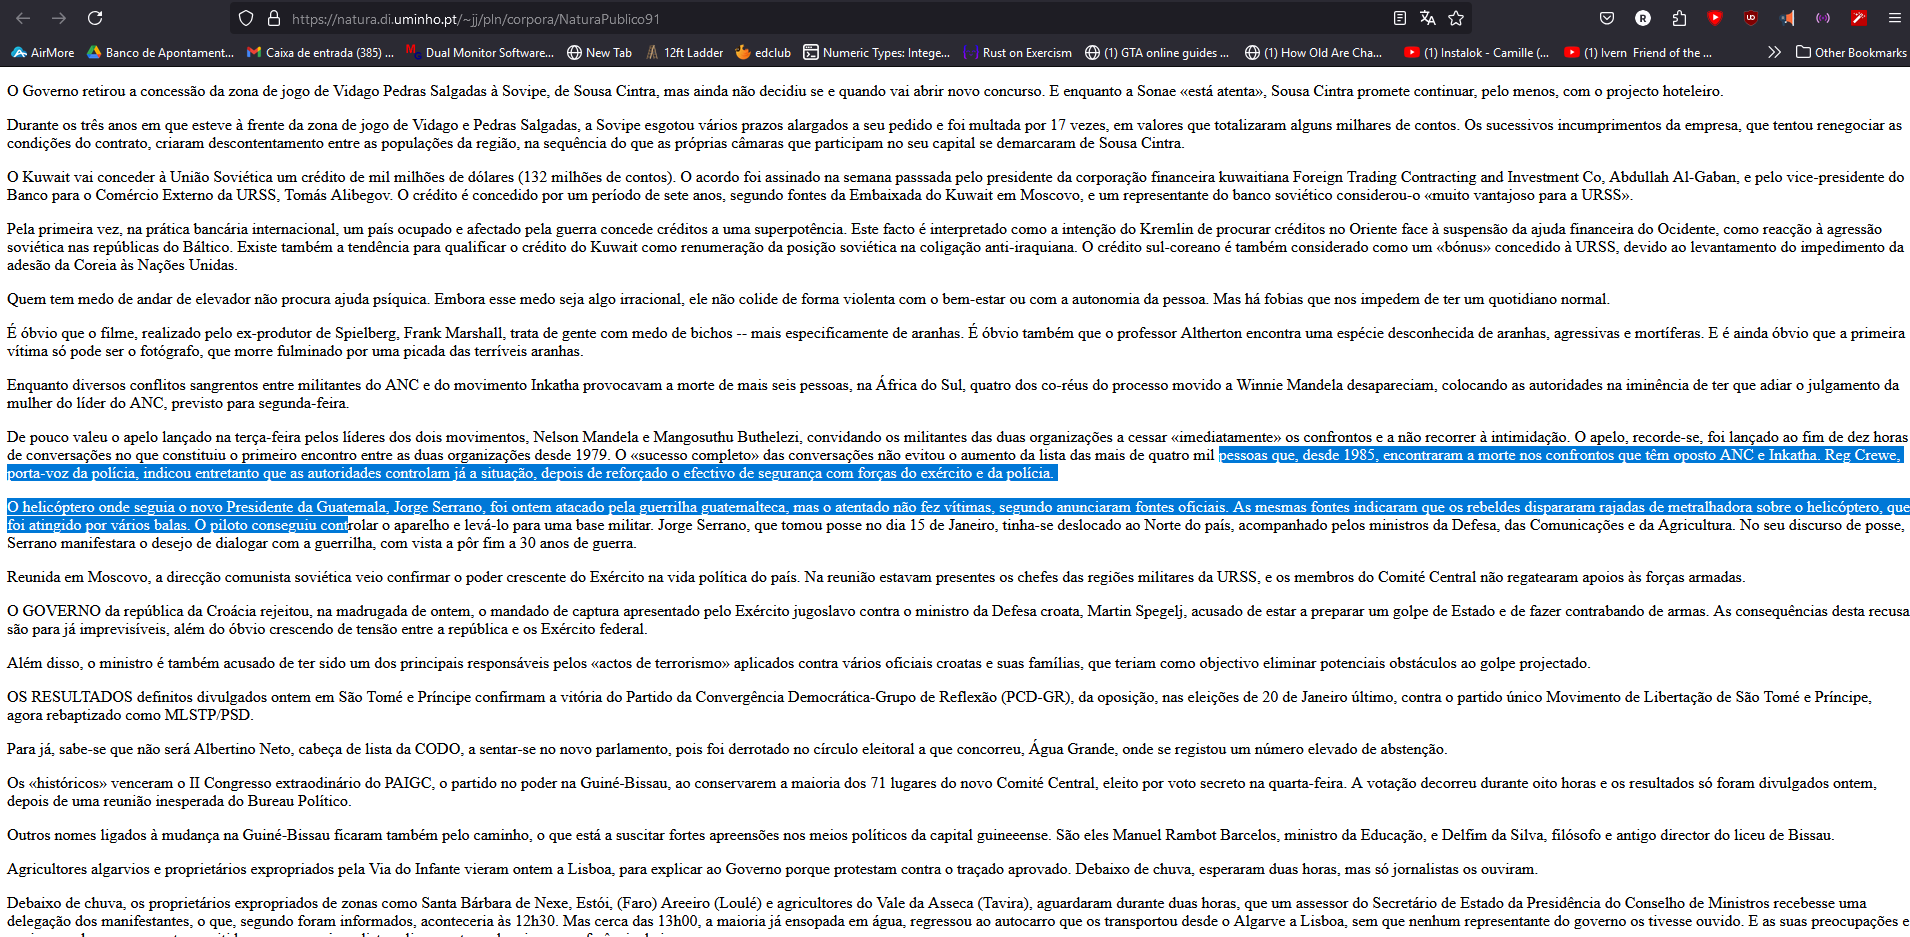 https://natura.di.uminho.pt/~jj/pln/corpora/NaturaPublico91
AirMore Banco de Apontament... Caixa de entrada (385) ... Dual Monitor Software... New Tab 12ft Ladder edclub Numeric Types: Intege... Rust on Exercism (1) GTA online guides ... (1) How Old Are Cha... (1) Instalok - Camille (... (1) Ivern Friend of the ... Other Bookmarks
O Governo retirou a concessão da zona de jogo de Vidago Pedras Salgadas à Sovipe, de Sousa Cintra, mas ainda não decidiu se e quando vai abrir novo concurso. E enquanto a Sonae «está atenta», Sousa Cintra promete continuar, pelo menos, com o projecto hoteleiro.
Durante os três anos em que esteve à frente da zona de jogo de Vidago e Pedras Salgadas, a Sovipe esgotou vários prazos alargados a seu pedido e foi multada por 17 vezes, em valores que totalizaram alguns milhares de contos. Os sucessivos incumprimentos da empresa, que tentou renegociar as
condições do contrato, criaram descontentamento entre as populações da região, na sequência do que as próprias câmaras que participam no seu capital se demarcaram de Sousa Cintra.
O Kuwait vai conceder à União Soviética um crédito de mil milhões de dólares (132 milhões de contos). O acordo foi assinado na semana passsada pelo presidente da corporação financeira kuwaitiana Foreign Trading Contracting and Investment Co, Abdullah Al-Gaban, e pelo vice-presidente do
Banco para o Comércio Externo da URSS, Tomás Alibegov. O crédito é concedido por um período de sete anos, segundo fontes da Embaixada do Kuwait em Moscovo, e um representante do banco soviético considerou-o «muito vantajoso para a URSS».
Pela primeira vez, na prática bancária internacional, um país ocupado e afectado pela guerra concede créditos a uma superpotência. Este facto é interpretado como a intenção do Kremlin de procurar créditos no Oriente face à suspensão da ajuda financeira do Ocidente, como reacção à agressão
soviética nas repúblicas do Báltico. Existe também a tendência para qualificar o crédito do Kuwait como renumeração da posição soviética na coligação anti-iraquiana. O crédito sul-coreano é também considerado como um «bónus» concedido à URSS, devido ao levantamento do impedimento da
adesão da Coreia às Nações Unidas.
Quem tem medo de andar de elevador não procura ajuda psíquica. Embora esse medo seja algo irracional, ele não colide de forma violenta com o bem-estar ou com a autonomia da pessoa. Mas há fobias que nos impedem de ter um quotidiano normal.
É óbvio que o filme, realizado pelo ex-produtor de Spielberg, Frank Marshall, trata de gente com medo de bichos -- mais especificamente de aranhas. É óbvio também que o professor Altherton encontra uma espécie desconhecida de aranhas, agressivas e mortíferas. E é ainda óbvio que a primeira
vítima só pode ser o fotógrafo, que morre fulminado por uma picada das terríveis aranhas.
Enquanto diversos conflitos sangrentos entre militantes do ANC e do movimento Inkatha provocavam a morte de mais seis pessoas, na África do Sul, quatro dos co-réus do processo movido a Winnie Mandela desapareciam, colocando as autoridades na iminência de ter que adiar o julgamento da
mulher do líder do ANC, previsto para segunda-feira.
De pouco valeu o apelo lançado na terça-feira pelos líderes dos dois movimentos, Nelson Mandela e Mangosuthu Buthelezi, convidando os militantes das duas organizações a cessar «imediatamente» os confrontos e a não recorrer à intimidação. O apelo, recorde-se, foi lançado ao fim de dez horas
de conversações no que constituiu o primeiro encontro entre as duas organizações desde 1979. O «sucesso completo» das conversações não evitou o aumento da lista das mais de quatro mil pessoas que, desde 1985, encontraram a morte nos confrontos que têm oposto ANC e Inkatha. Reg Crewe,
porta-voz da polícia, indicou entretanto que as autoridades controlam já a situação, depois de reforçado o efectivo de segurança com forças do exército e da polícia.
O helicóptero onde seguia o novo Presidente da Guatemala, Jorge Serrano, foi ontem atacado pela guerrilha guatemalteca, mas o atentado não fez vítimas, segundo anunciaram fontes oficiais. As mesmas fontes indicaram que os rebeldes dispararam rajadas de metralhadora sobre o helicóptero, que
foi atingido por vários balas. O piloto conseguiu controlar o aparelho e levá-lo para uma base militar. Jorge Serrano, que tomou posse no dia 15 de Janeiro, tinha-se deslocado ao Norte do país, acompanhado pelos ministros da Defesa, das Comunicações e da Agricultura. No seu discurso de posse,
Serrano manifestara o desejo de dialogar com a guerrilha, com vista a pôr fim a 30 anos de guerra.
Reunida em Moscovo, a direcção comunista soviética veio confirmar o poder crescente do Exército na vida política do país. Na reunião estavam presentes os chefes das regiões militares da URSS, e os membros do Comité Central não regatearam apoios às forças armadas.
O GOVERNO da república da Croácia rejeitou, na madrugada de ontem, o mandado de captura apresentado pelo Exército jugoslavo contra o ministro da Defesa croata, Martin Spegelj, acusado de estar a preparar um golpe de Estado e de fazer contrabando de armas. As consequências desta recusa
são para já imprevisíveis, além do óbvio crescendo de tensão entre a república e os Exército federal.
Além disso, o ministro é também acusado de ter sido um dos principais responsáveis pelos «actos de terrorismo» aplicados contra vários oficiais croatas e suas famílias, que teriam como objectivo eliminar potenciais obstáculos ao golpe projectado.
OS RESULTADOS definitos divulgados ontem em São Tomé e Príncipe confirmam a vitória do Partido da Convergência Democrática-Grupo de Reflexão (PCD-GR), da oposição, nas eleições de 20 de Janeiro último, contra o partido único Movimento de Libertação de São Tomé e Príncipe,
agora rebaptizado como MLSTP/PSD.
Para já, sabe-se que não será Albertino Neto, cabeça de lista da CODO, a sentar-se no novo parlamento, pois foi derrotado no círculo eleitoral a que concorreu, Água Grande, onde se registou um número elevado de abstenção.
Os «históricos» venceram o II Congresso extraodinário do PAIGC, o partido no poder na Guiné-Bissau, ao conservarem a maioria dos 71 lugares do novo Comité Central, eleito por voto secreto na quarta-feira. A votação decorreu durante oito horas e os resultados só foram divulgados ontem,
depois de uma reunião inesperada do Bureau Político.
Outros nomes ligados à mudança na Guiné-Bissau ficaram também pelo caminho, o que está a suscitar fortes apreensões nos meios políticos da capital guineeense. São eles Manuel Rambot Barcelos, ministro da Educação, e Delfim da Silva, filósofo e antigo director do liceu de Bissau.
Agricultores algarvios e proprietários expropriados pela Via do Infante vieram ontem a Lisboa, para explicar ao Governo porque protestam contra o traçado aprovado. Debaixo de chuva, esperaram duas horas, mas só jornalistas os ouviram.
Debaixo de chuva, os proprietários expropriados de zonas como Santa Bárbara de Nexe, Estói, (Faro) Areeiro (Loulé) e agricultores do Vale da Asseca (Tavira), aguardaram durante duas horas, que um assessor do Secretário de Estado da Presidência do Conselho de Ministros recebesse uma
delegação dos manifestantes, o que, segundo foram informados, aconteceria às 12h30. Mas cerca das 13h00, a maioria já ensopada em água, regressou ao autocarro que os transportou desde o Algarve a Lisboa, sem que nenhum representante do governo os tivesse ouvido. E as suas preocupações e